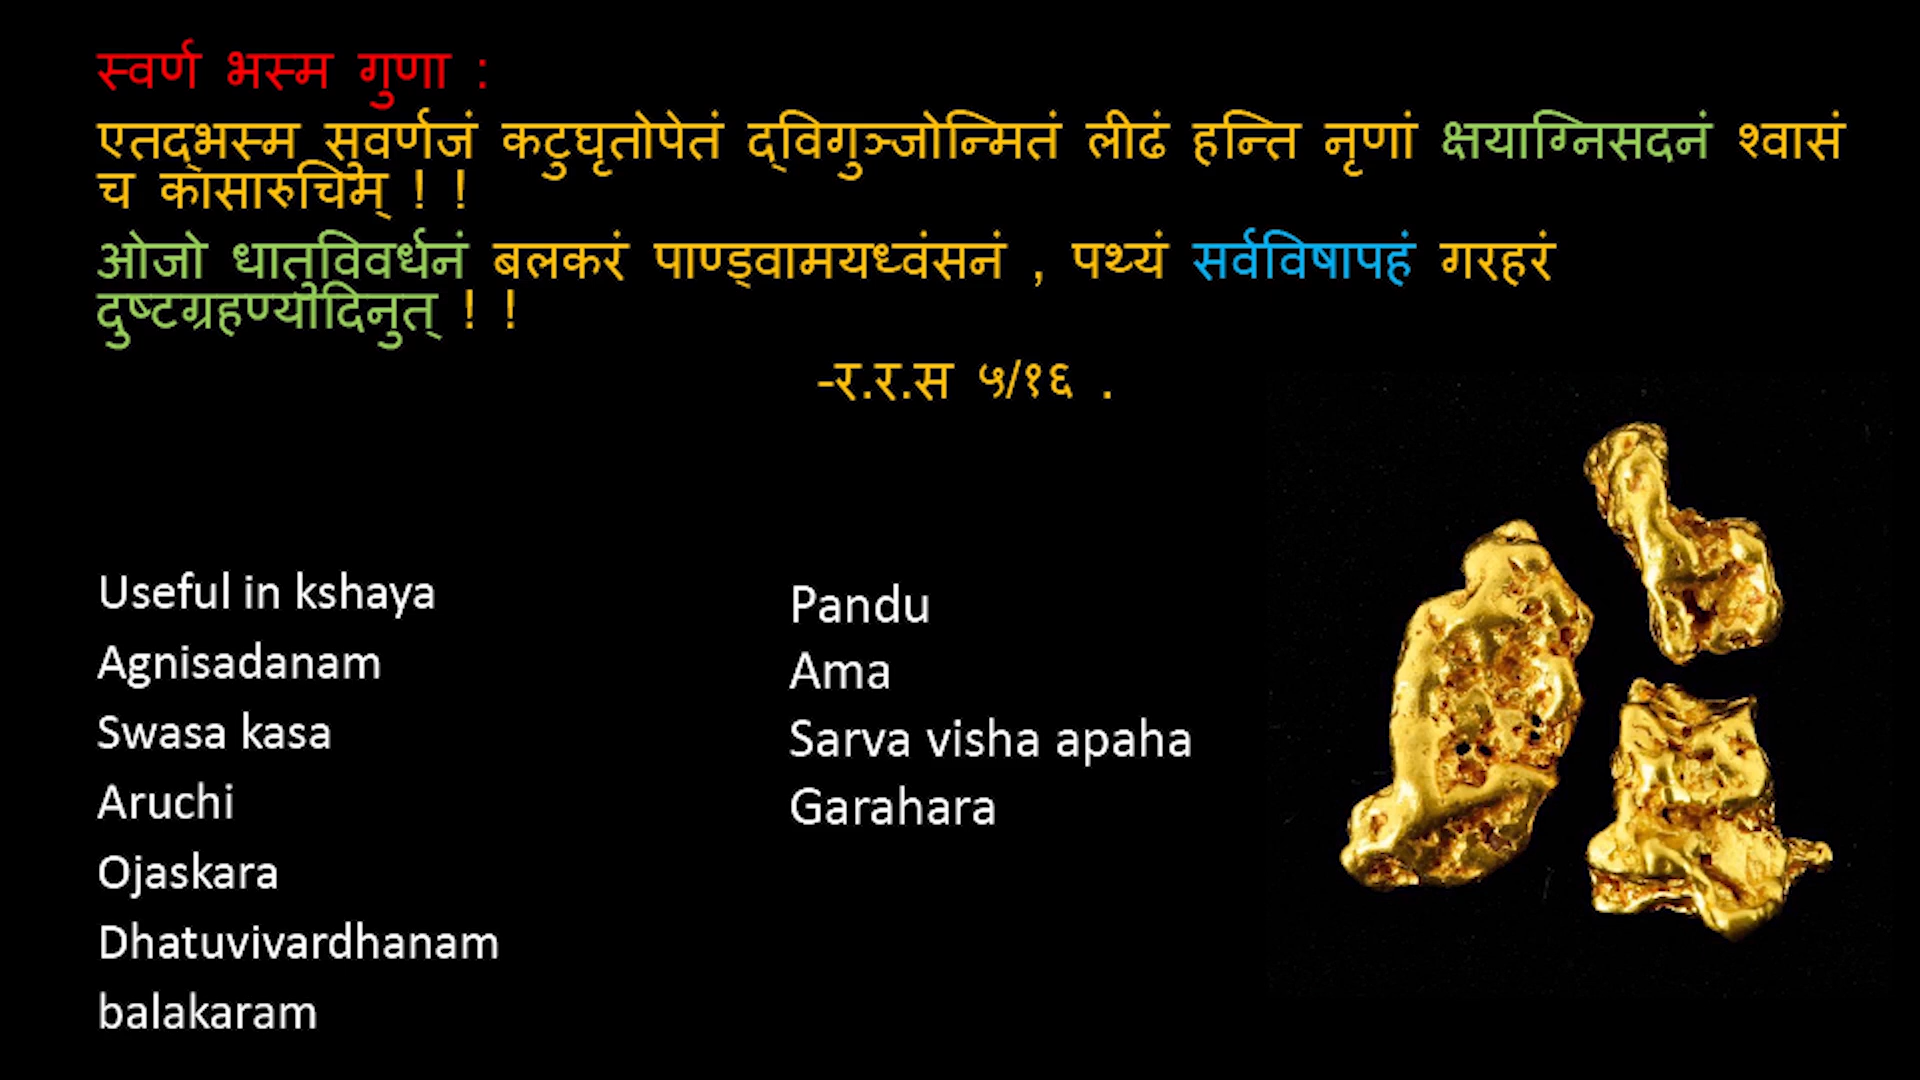 स्वर्ण भस्म गुणा :
एतद्भस्म सुवर्णजं कटुघृतोपेतं द्विगुञ्जोन्मितं लीढं हन्ति नृणां क्षयाग्निसदनं श्वासं
च कासारुचिम् ! !
ओजो धातुविवर्धनं बलकरं पाण्ड्वामयध्वंसनं , पथ्यं सर्वविषापहं गरहरं
दुष्टग्रहण्यादिनुत् ! !
-र.र.स ५/१६ .
Useful in kshaya
Agnisadanam
Swasa kasa
Aruchi
Ojaskara
Dhatuvivardhanam
balakaram
Pandu
Ama
Sarva visha apaha
Garahara